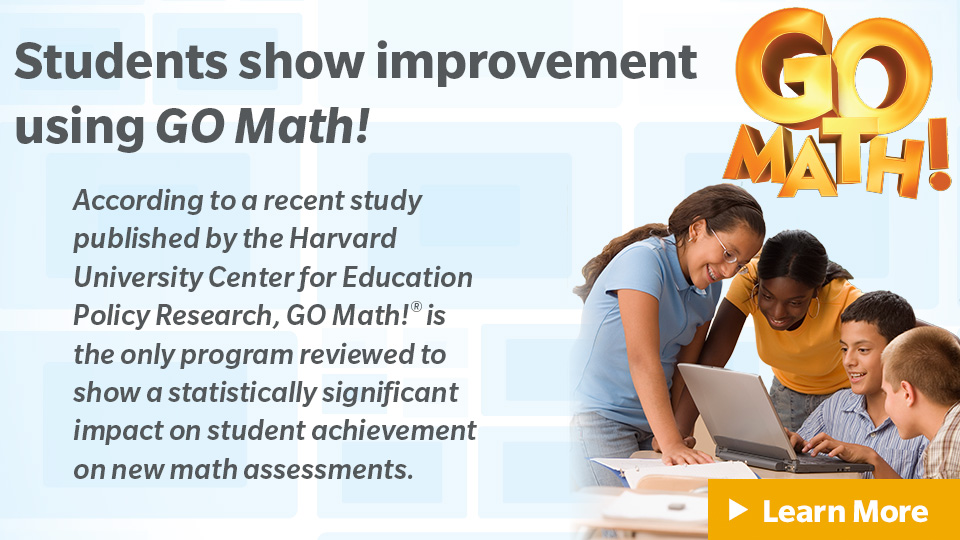 Students show improvement
using GO Math!
GO
MATH!
According to a recent study
published by the Harvard
University Center for Education
Policy Research, GO Math!® is
the only program reviewed to
show a statistically significant
impact on student achievement
on new math assessments.
Learn More